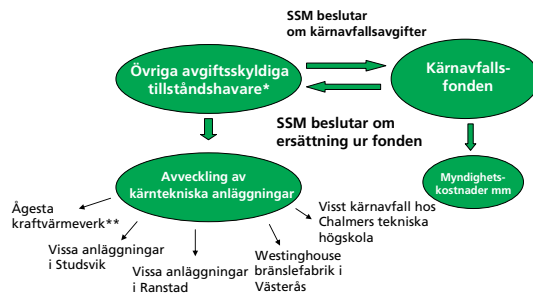 SSM beslutar
om kärnavfallsavgifter
Övriga avgiftsskyldiga
tillståndshavare*
Kärnavfalls-
fonden
SSM beslutar om
ersättning ur fonden
Avveckling av
kärntekniska anläggningar
Myndighets-
kostnader mm
Ågesta
kraftvärmeverk**
Vissa anläggningar
i Studsvik
Vissa anläggningar
i Ranstad
Westinghouse
bränslefabrik i
Västerås
Visst kärnavfall hos
Chalmers tekniska
högskola